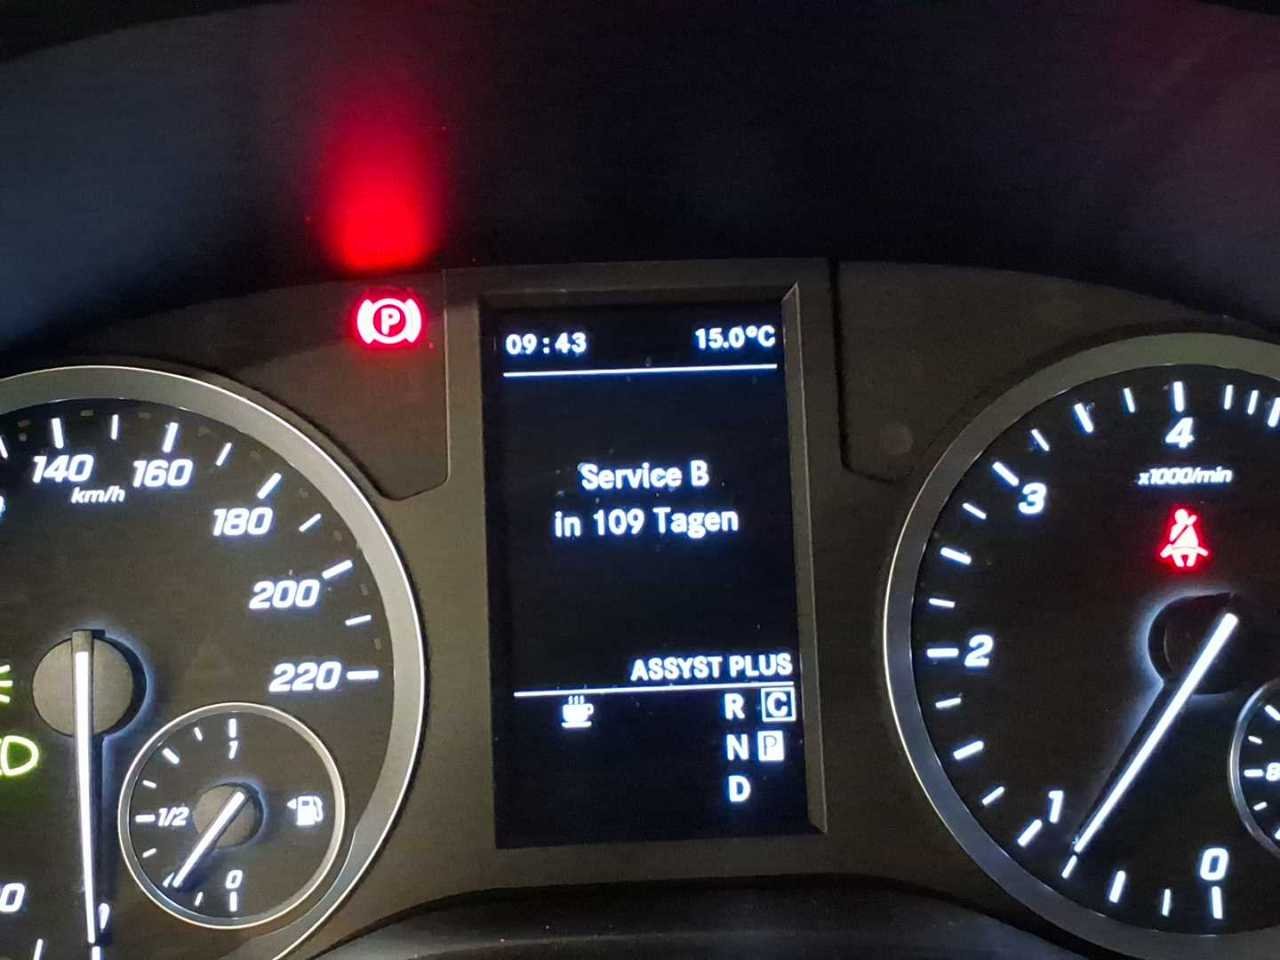 P
09:43 15.0°C
Service B
in 109 Tagen
ASSYST PLUS
R C
N P
D
140 160
km/h
180
200
220
1
1/2
0
4
x1000/min
3
2
1
0